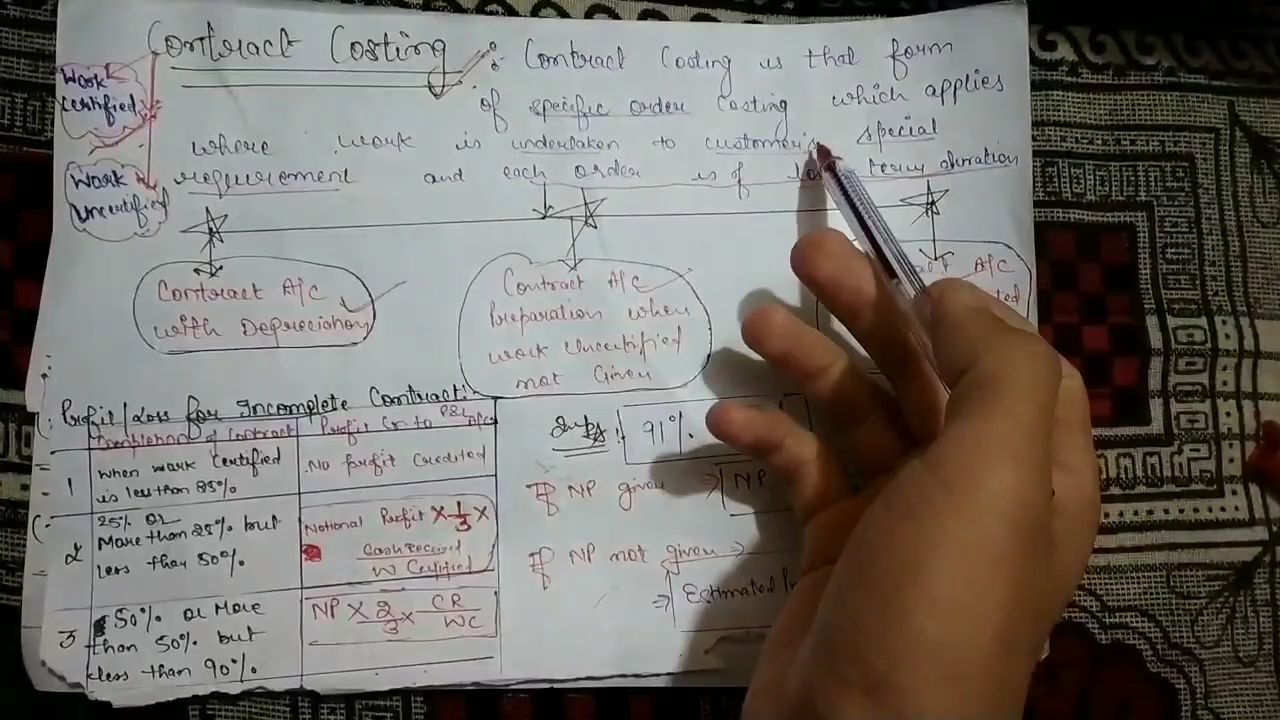 Contract Costing :- Contract Costing is that form
of specific order Costing which applies
where work is undertaken to customer's special
requirement and each order is of term duration
Work
Certified
Work
Uncertified
Contract A/C
with Depreciation
Contract A/C
Preparation when
work Uncertified
not Given
A/C
Profit/Loss for Incomplete Contract:
Completion of Contract
Profit Cr. to P&L A/c
1
when work Certified
is less than 25%
No profit Credited
2
25% or
More than 25% but
less than 50%
Notional Profit × 1/3 ×
Cash Received
W Certified
3
50% or More
than 50% but
less than 90%
NP × 2/3 × CR/WC
91%
If NP given ⇒ NP
If NP not given ⇒
⇒ Estimated